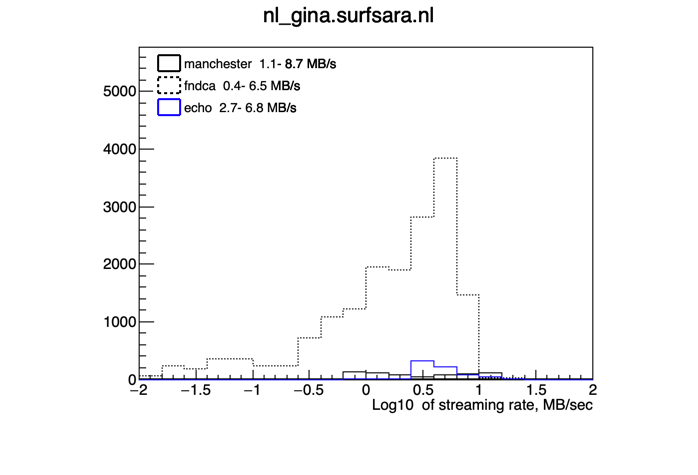 nl_gina.surfsara.nl
manchester 1.1- 8.7 MB/s
fndca 0.4- 6.5 MB/s
echo 2.7- 6.8 MB/s
5000
4000
3000
2000
1000
0
−2 −1.5 −1 −0.5 0 0.5 1 1.5 2
Log10 of streaming rate, MB/sec